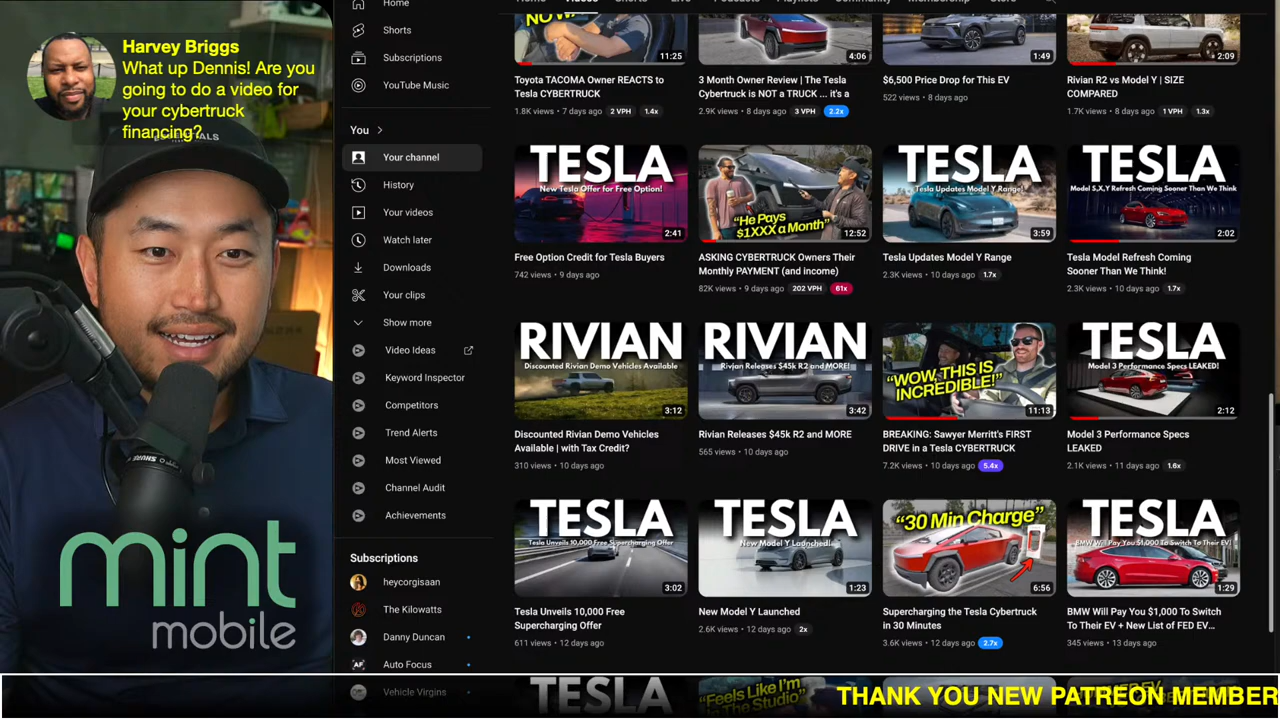 Harvey Briggs
What up Dennis! Are you
going to do a video for
your cybertruck
financing?
mint
mobile
Home
Shorts
Subscriptions
YouTube Music
You
Your channel
History
Your videos
Watch later
Downloads
Your clips
Show more
Video Ideas
Keyword Inspector
Competitors
Trend Alerts
Most Viewed
Channel Audit
Achievements
Subscriptions
heycorgisaan
The Kilowatts
Danny Duncan
AF Auto Focus
Vehicle Virgins
11:25
Toyota TACOMA Owner REACTS to
Tesla CYBERTRUCK
1.8K views • 7 days ago 2 VPH 1.4x
4:06
3 Month Owner Review | The Tesla
Cybertruck is NOT a TRUCK ... it's a
2.9K views • 8 days ago 3 VPH 2.2x
1:49
$6,500 Price Drop for This EV
522 views • 8 days ago
2:09
Rivian R2 vs Model Y | SIZE
COMPARED
1.7K views • 8 days ago 1 VPH 1.3x
TESLA
New Tesla Offer for Free Option!
2:41
Free Option Credit for Tesla Buyers
742 views • 9 days ago
"He Pays
$1XXX a Month"
12:52
ASKING CYBERTRUCK Owners Their
Monthly PAYMENT (and income)
82K views • 9 days ago 202 VPH 61x
TESLA
Tesla Updates Model Y Range!
3:59
Tesla Updates Model Y Range
2.3K views • 10 days ago 1.7x
TESLA
Model S,X,Y Refresh Coming Sooner Than We Think
2:02
Tesla Model Refresh Coming
Sooner Than We Think!
2.3K views • 10 days ago 1.7x
RIVIAN
Discounted Rivian Demo Vehicles Available
3:12
Discounted Rivian Demo Vehicles
Available | with Tax Credit?
310 views • 10 days ago
RIVIAN
Rivian Releases $45k R2 and MORE!
3:42
Rivian Releases $45k R2 and MORE
565 views • 10 days ago
"WOW, THIS IS
INCREDIBLE!"
11:13
BREAKING: Sawyer Merritt's FIRST
DRIVE in a Tesla CYBERTRUCK
7.2K views • 10 days ago 5.4x
TESLA
Model 3 Performance Specs LEAKED!
2:12
Model 3 Performance Specs
LEAKED
2.1K views • 11 days ago 1.6x
TESLA
Tesla Unveils 10,000 Free Supercharging Offer
3:02
Tesla Unveils 10,000 Free
Supercharging Offer
611 views • 12 days ago
TESLA
New Model Y Launched!
1:23
New Model Y Launched
2.6K views • 12 days ago 2x
"30 Min Charge"
6:56
Supercharging the Tesla Cybertruck
in 30 Minutes
3.6K views • 12 days ago 2.7x
TESLA
BMW Will Pay You $1,000 To Switch To Their EV!
1:29
BMW Will Pay You $1,000 To Switch
To Their EV + New List of FED EV...
345 views • 13 days ago
TESLA
"Feels Like I'm
In The Studio"
THANK YOU NEW PATREON MEMBER